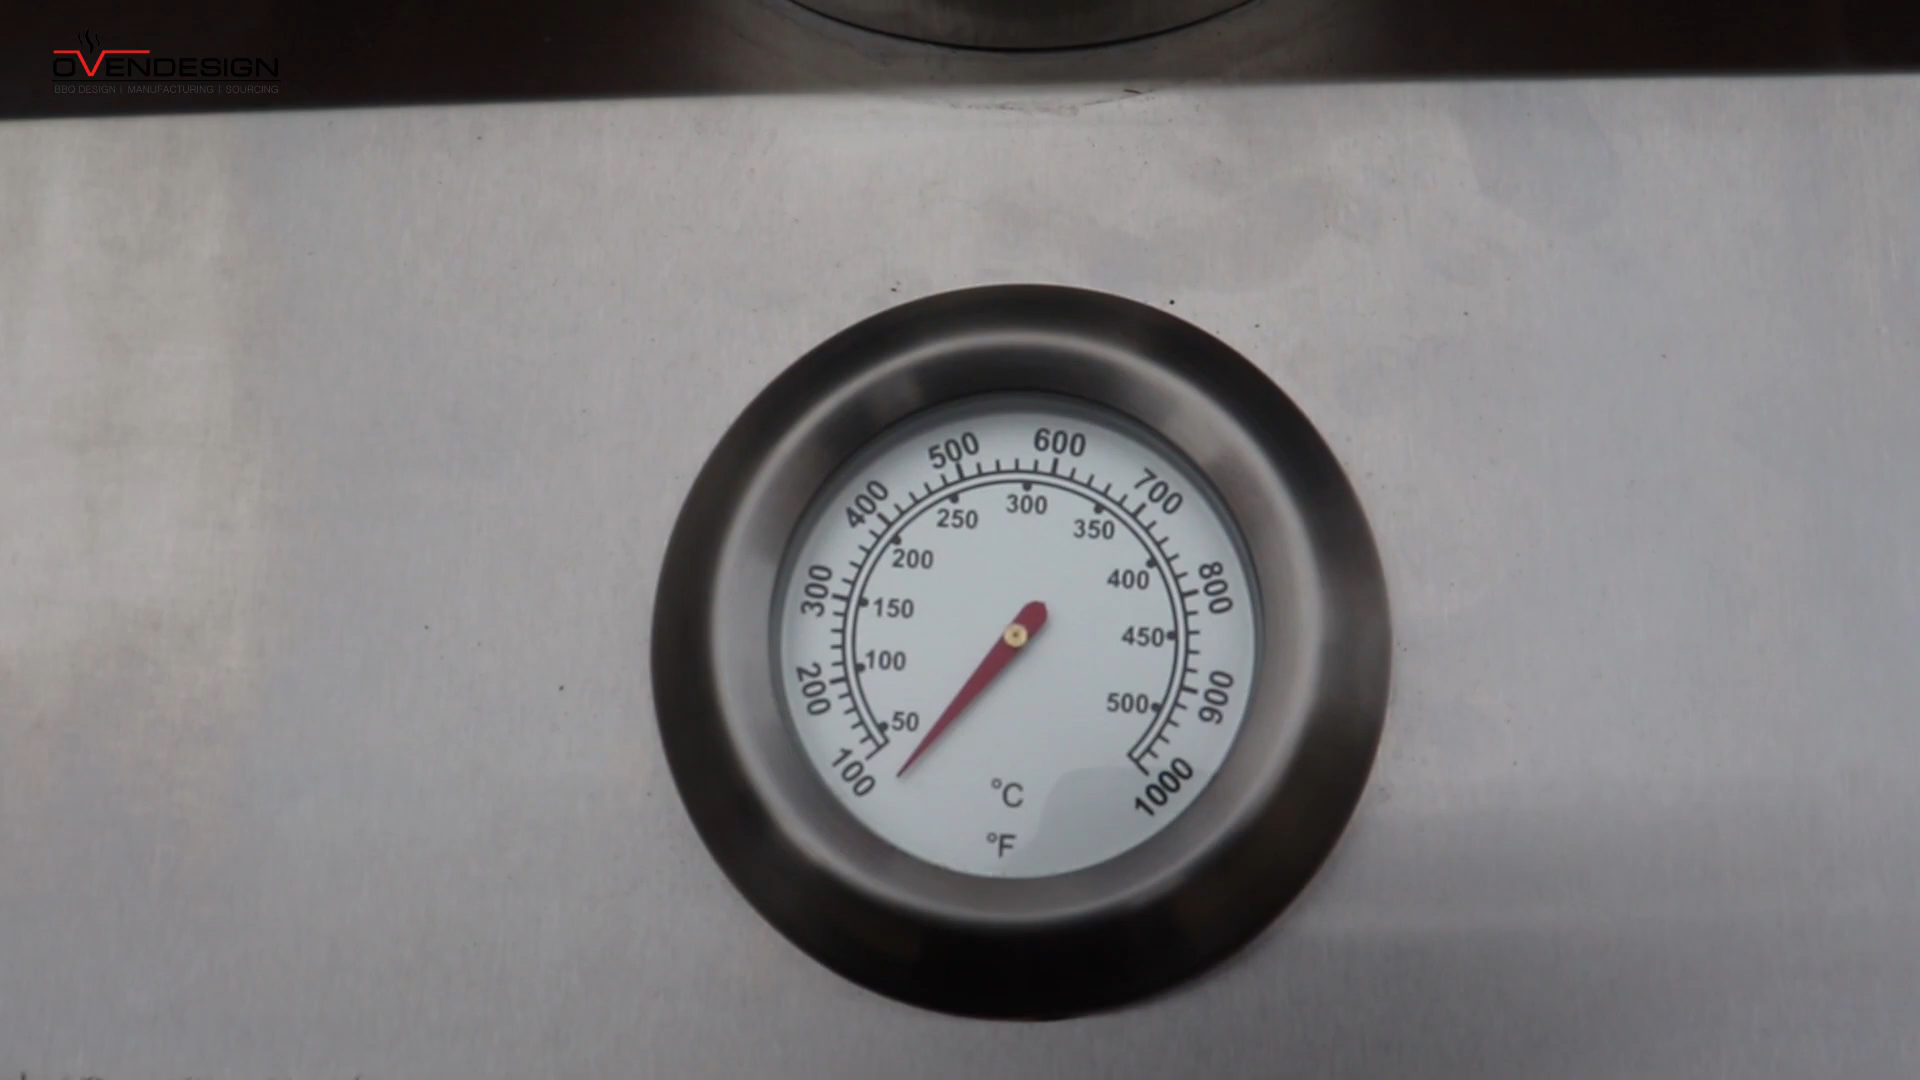 OVENDESIGN
BBQ DESIGN | MANUFACTURING | SOURCING
100 200 300 400 500 600 700 800 900 1000
50 100 150 200 250 300 350 400 450 500
°C
°F